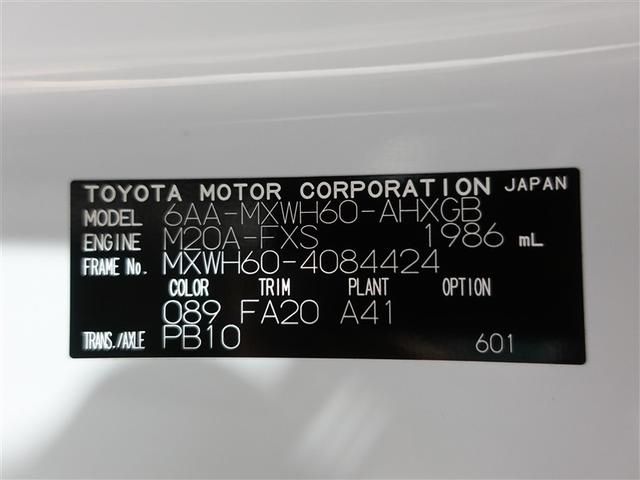 TOYOTA MOTOR CORPORATION JAPAN
MODEL 6AA-MXWH60-AHXGB
ENGINE M20A-FXS 1986 mL
FRAME No. MXWH60-4084424
COLOR TRIM PLANT OPTION
089 FA20 A41
TRANS./AXLE PB10 601